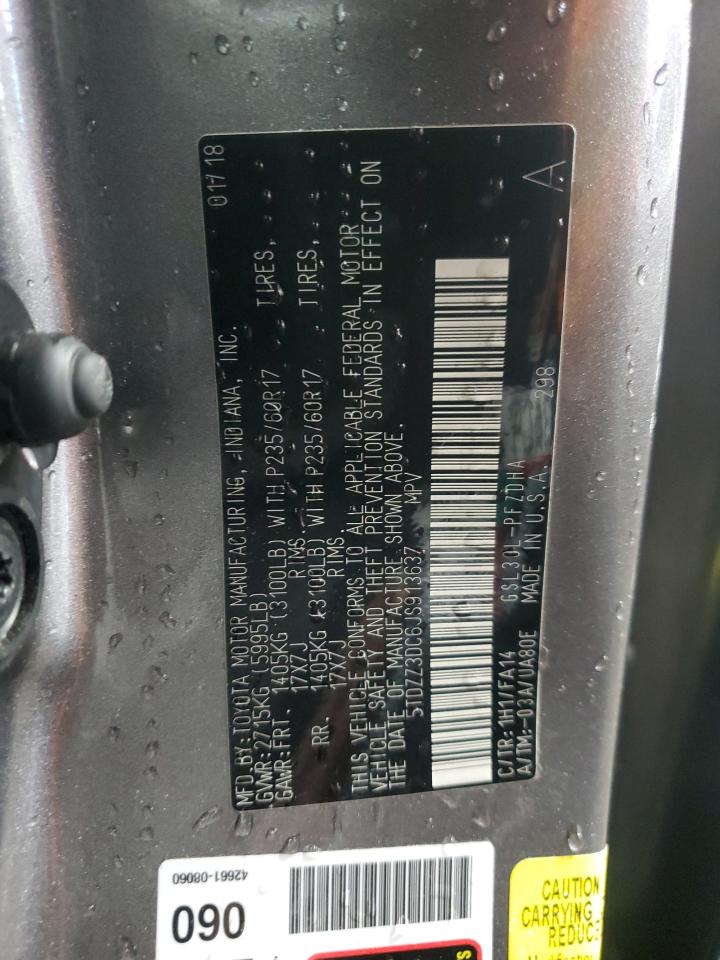 MFD BY:TOYOTA MOTOR MANUFACTURING, INDIANA, INC. 01/18
GVWR:2715KG (5995LB)
GAWR:FRT. 1405KG (3100LB) WITH P235/60R17 TIRES,
17X7J RIMS
RR. 1405KG (3100LB) WITH P235/60R17 TIRES,
17X7J RIMS.
THIS VEHICLE CONFORMS TO ALL APPLICABLE FEDERAL MOTOR
VEHICLE SAFETY AND THEFT PREVENTION STANDARDS IN EFFECT ON
THE DATE OF MANUFACTURE SHOWN ABOVE.
5TDZZ3DC6JS913637 MPV
C/TR:1H1/FA14 GSL30L-PFZDHA 298
A/TM:-03A/UA80E MADE IN U.S.A.
A
42661-08060
060
CAUTION
CARRYING
REDUCE